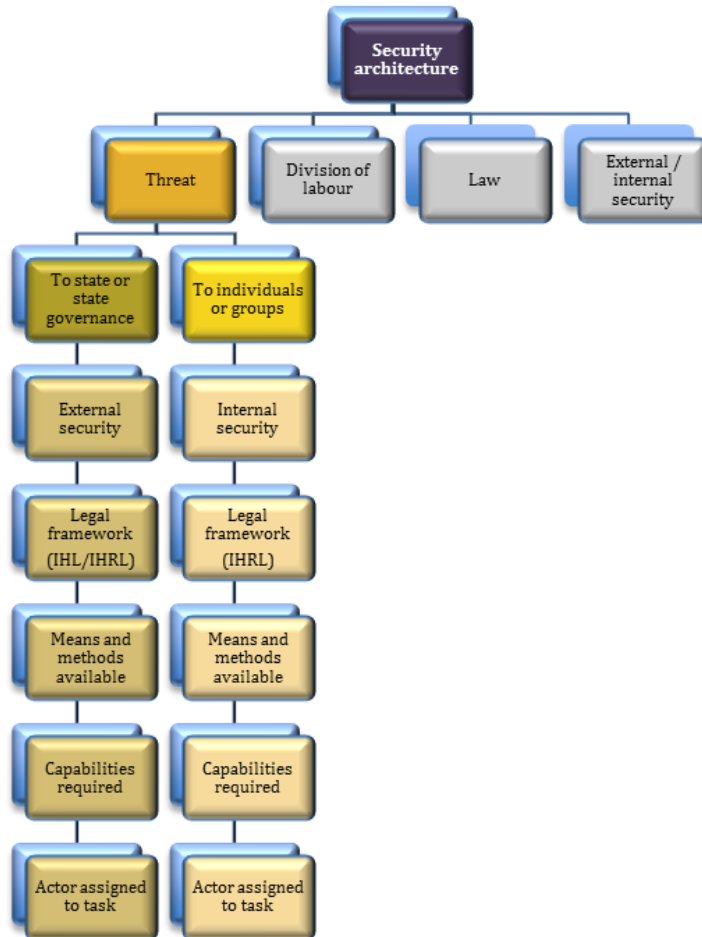 Security
architecture
Threat
Division of
labour
Law
External /
internal
security
To state or
state
governance
To individuals
or groups
External
security
Internal
security
Legal
framework
(IHL/IHRL)
Legal
framework
(IHRL)
Means and
methods
available
Means and
methods
available
Capabilities
required
Capabilities
required
Actor assigned
to task
Actor assigned
to task